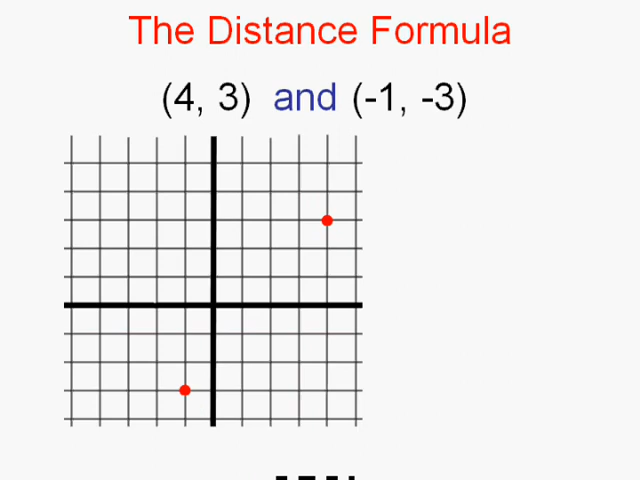 The Distance Formula
(4, 3) and (-1, -3)